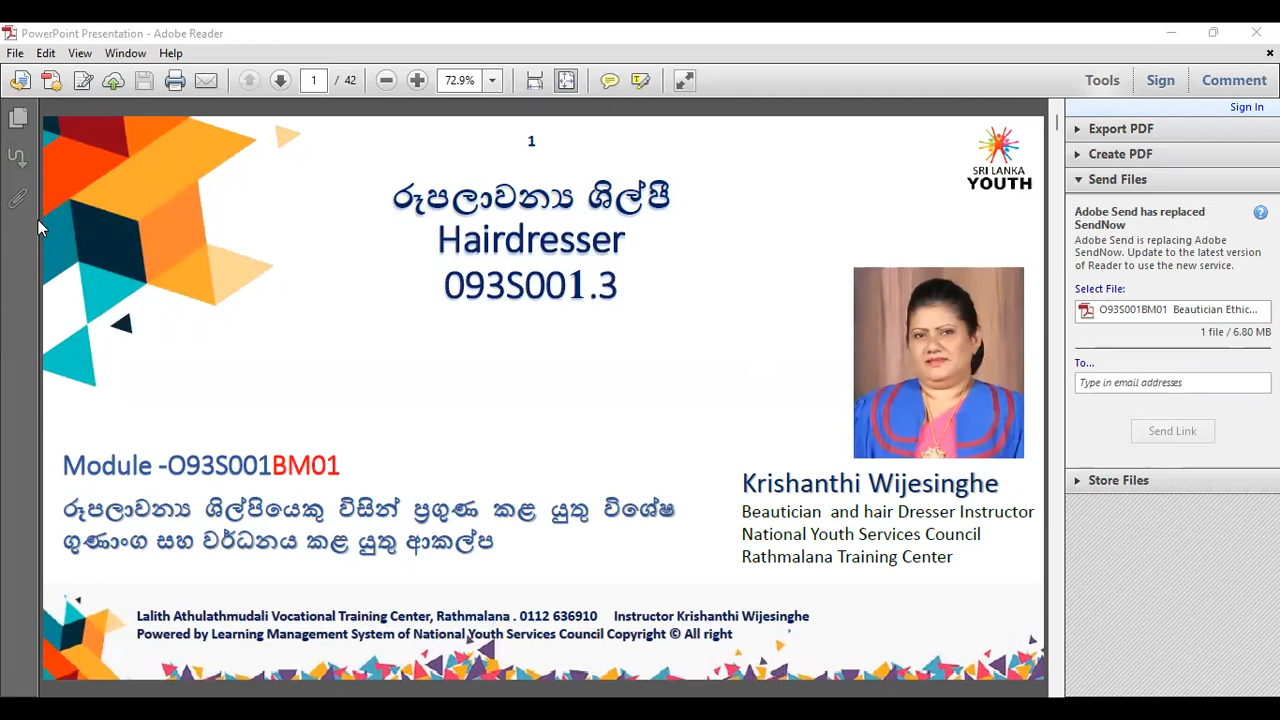 PowerPoint Presentation - Adobe Reader
File Edit View Window Help
1 / 42 72.9% Tools Sign Comment
Sign In
Export PDF
Create PDF
Send Files
Adobe Send has replaced
SendNow
Adobe Send is replacing Adobe
SendNow. Update to the latest version
of Reader to use the new service.
Select File:
O93S001BM01 Beautician Ethic...
1 file / 6.80 MB
To...
Type in email addresses
Send Link
Store Files
1
SRI LANKA
YOUTH
රූපලාවන්‍ය ශිල්පී
Hairdresser
093S001.3
Module -O93S001BM01
රූපලාවන්‍ය ශිල්පියෙකු විසින් ප්‍රගුණ කළ යුතු විශේෂ
ගුණාංග සහ වර්ධනය කළ යුතු ආකල්ප
Krishanthi Wijesinghe
Beautician and hair Dresser Instructor
National Youth Services Council
Rathmalana Training Center
Lalith Athulathmudali Vocational Training Center, Rathmalana . 0112 636910 Instructor Krishanthi Wijesinghe
Powered by Learning Management System of National Youth Services Council Copyright © All right